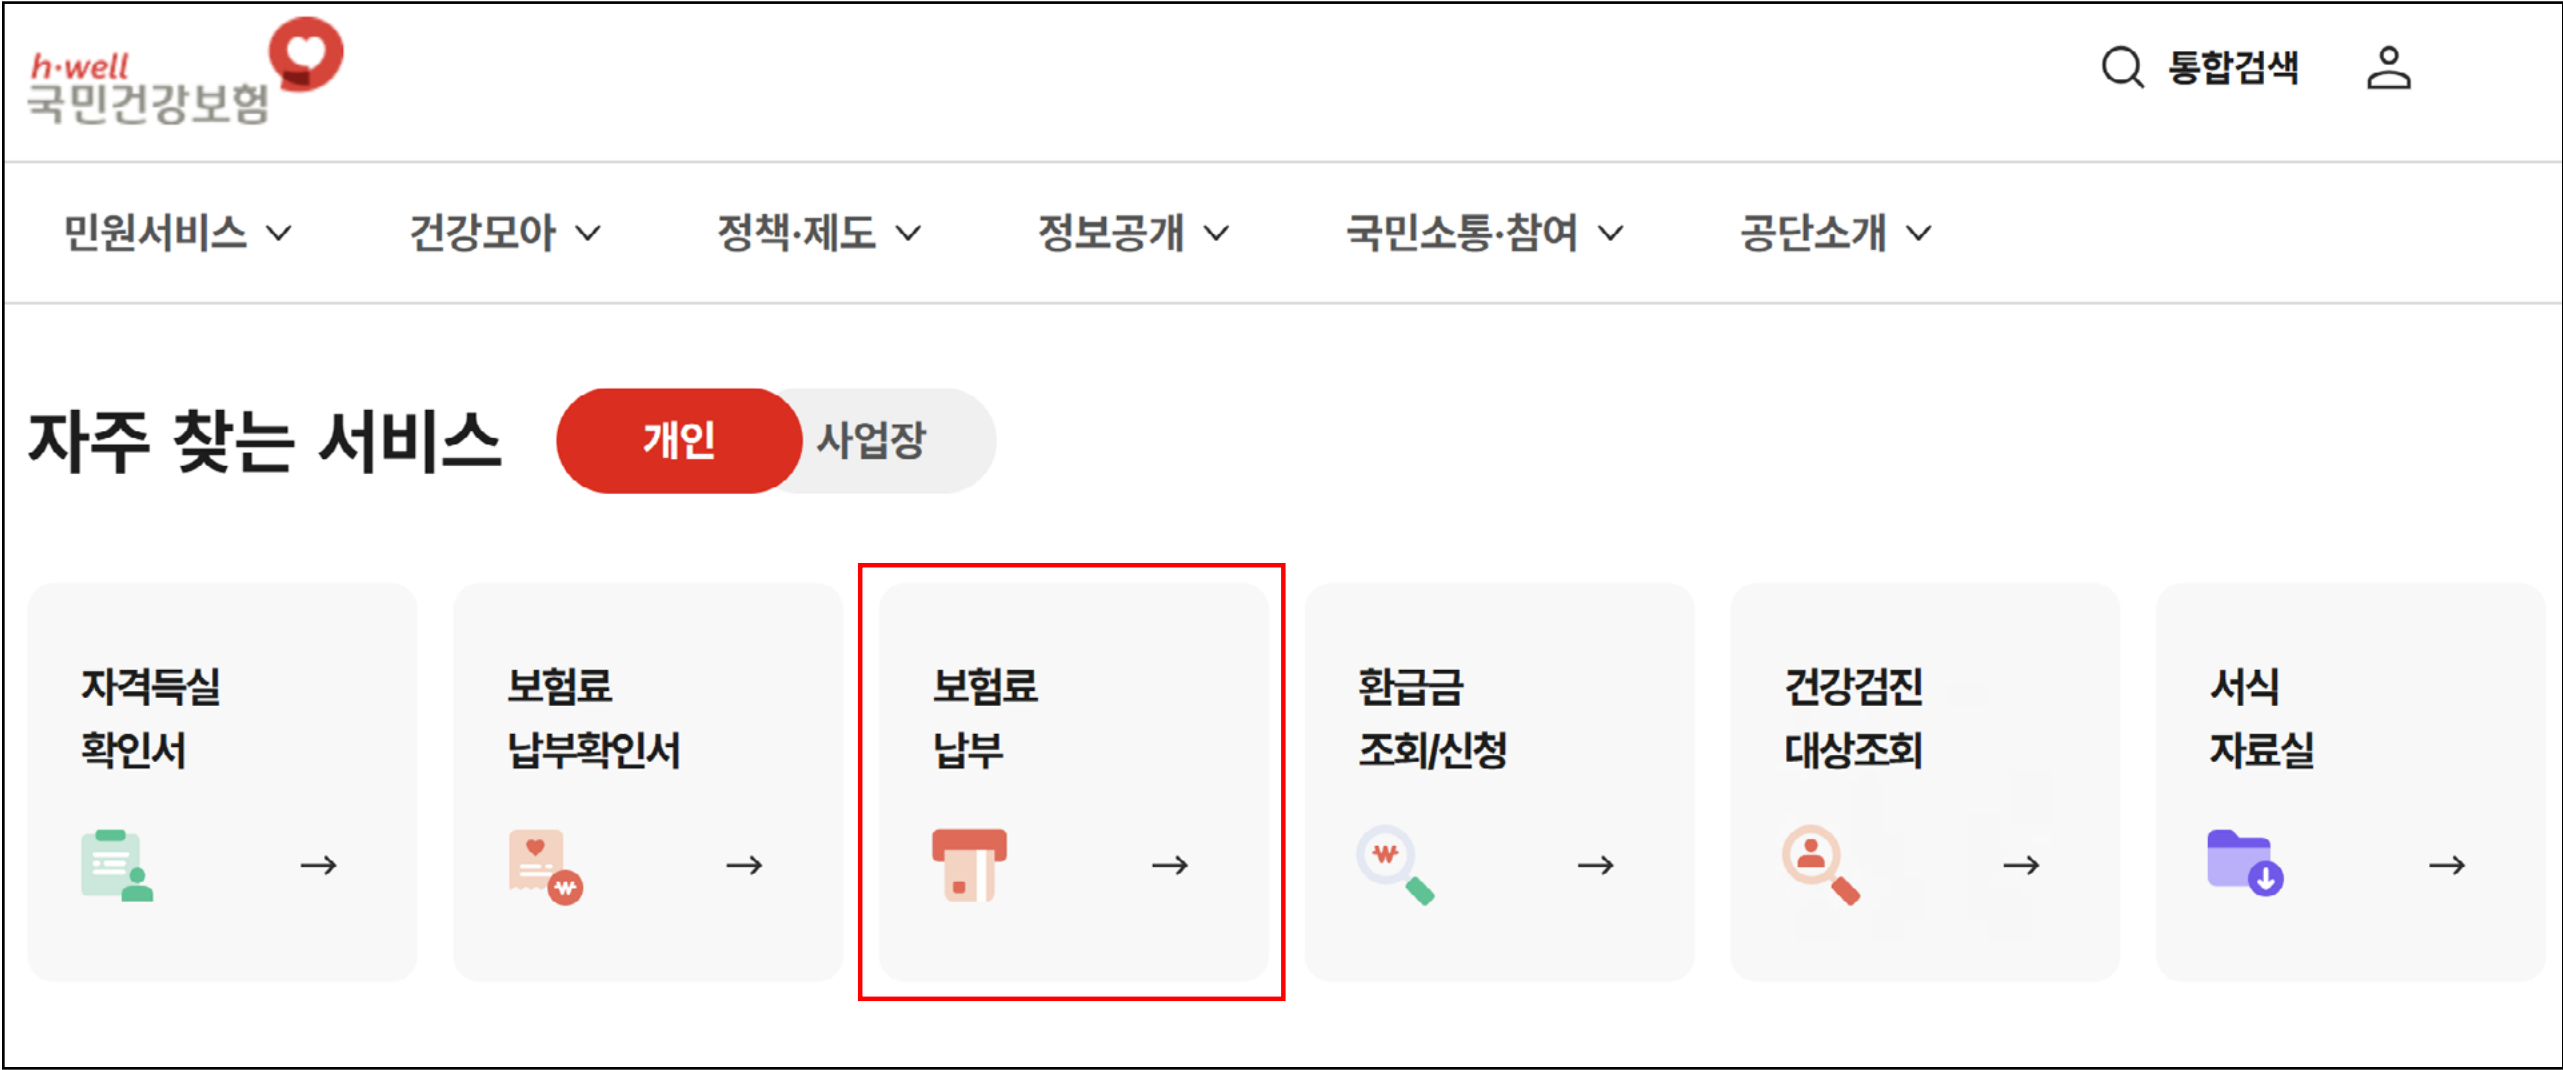 h·well
국민건강보험
통합검색
민원서비스
건강모아
정책·제도
정보공개
국민소통·참여
공단소개
자주 찾는 서비스
개인
사업장
자격득실
확인서
보험료
납부확인서
보험료
납부
환급금
조회/신청
건강검진
대상조회
서식
자료실